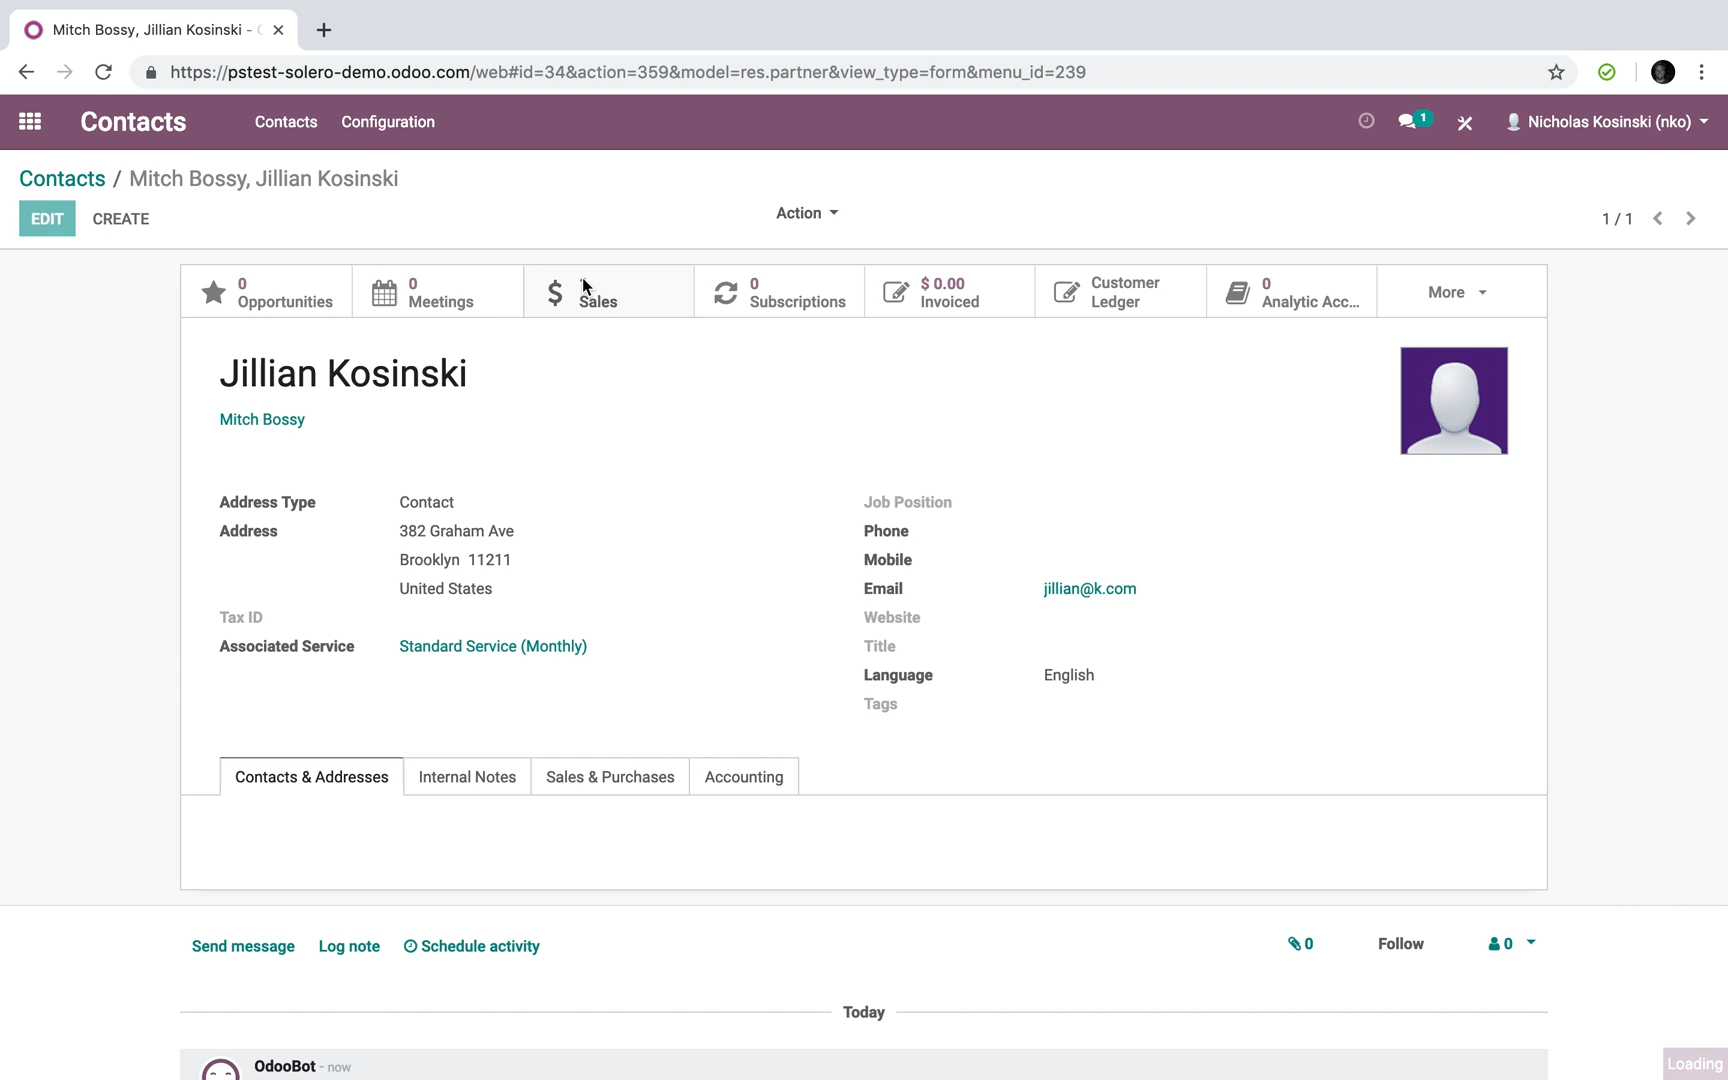 Mitch Bossy, Jillian Kosinski -
https://pstest-solero-demo.odoo.com/web#id=34&action=359&model=res.partner&view_type=form&menu_id=239
Contacts
Contacts
Configuration
1
Nicholas Kosinski (nko)
Contacts / Mitch Bossy, Jillian Kosinski
EDIT
CREATE
Action
1 / 1
0
Opportunities
0
Meetings
Sales
0
Subscriptions
$ 0.00
Invoiced
Customer
Ledger
0
Analytic Acc...
More
Jillian Kosinski
Mitch Bossy
Address Type Contact
Address 382 Graham Ave
Brooklyn 11211
United States
Tax ID
Associated Service Standard Service (Monthly)
Job Position
Phone
Mobile
Email jillian@k.com
Website
Title
Language English
Tags
Contacts & Addresses
Internal Notes
Sales & Purchases
Accounting
Send message
Log note
Schedule activity
0
Follow
0
Today
OdooBot - now
Loading